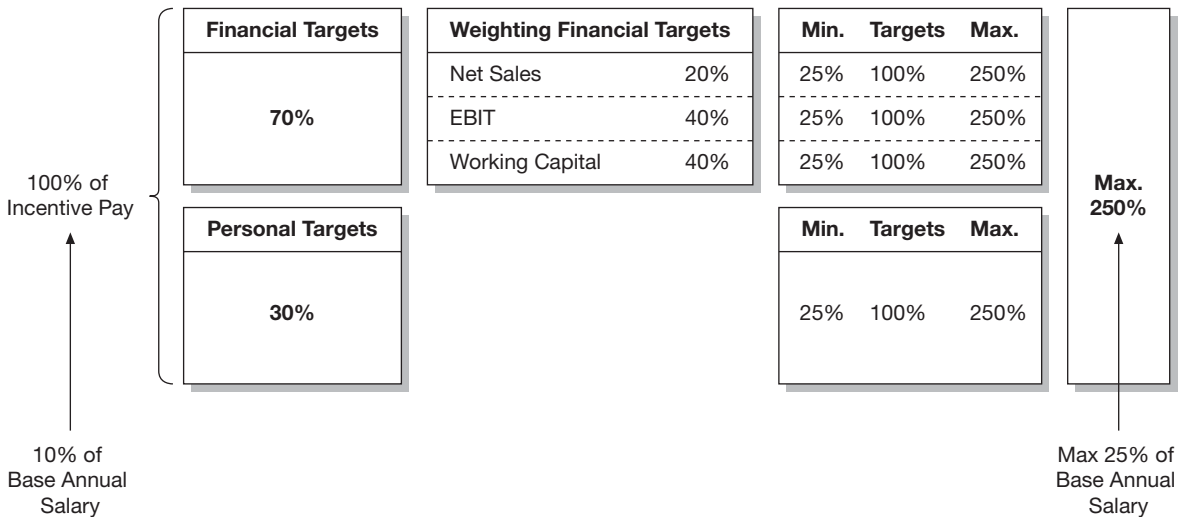 Financial Targets
70%
Weighting Financial Targets
Net Sales 20%
EBIT 40%
Working Capital 40%
Min. Targets Max.
25% 100% 250%
25% 100% 250%
25% 100% 250%
100% of
Incentive Pay
Personal Targets
30%
Min. Targets Max.
25% 100% 250%
Max.
250%
10% of
Base Annual
Salary
Max 25% of
Base Annual
Salary